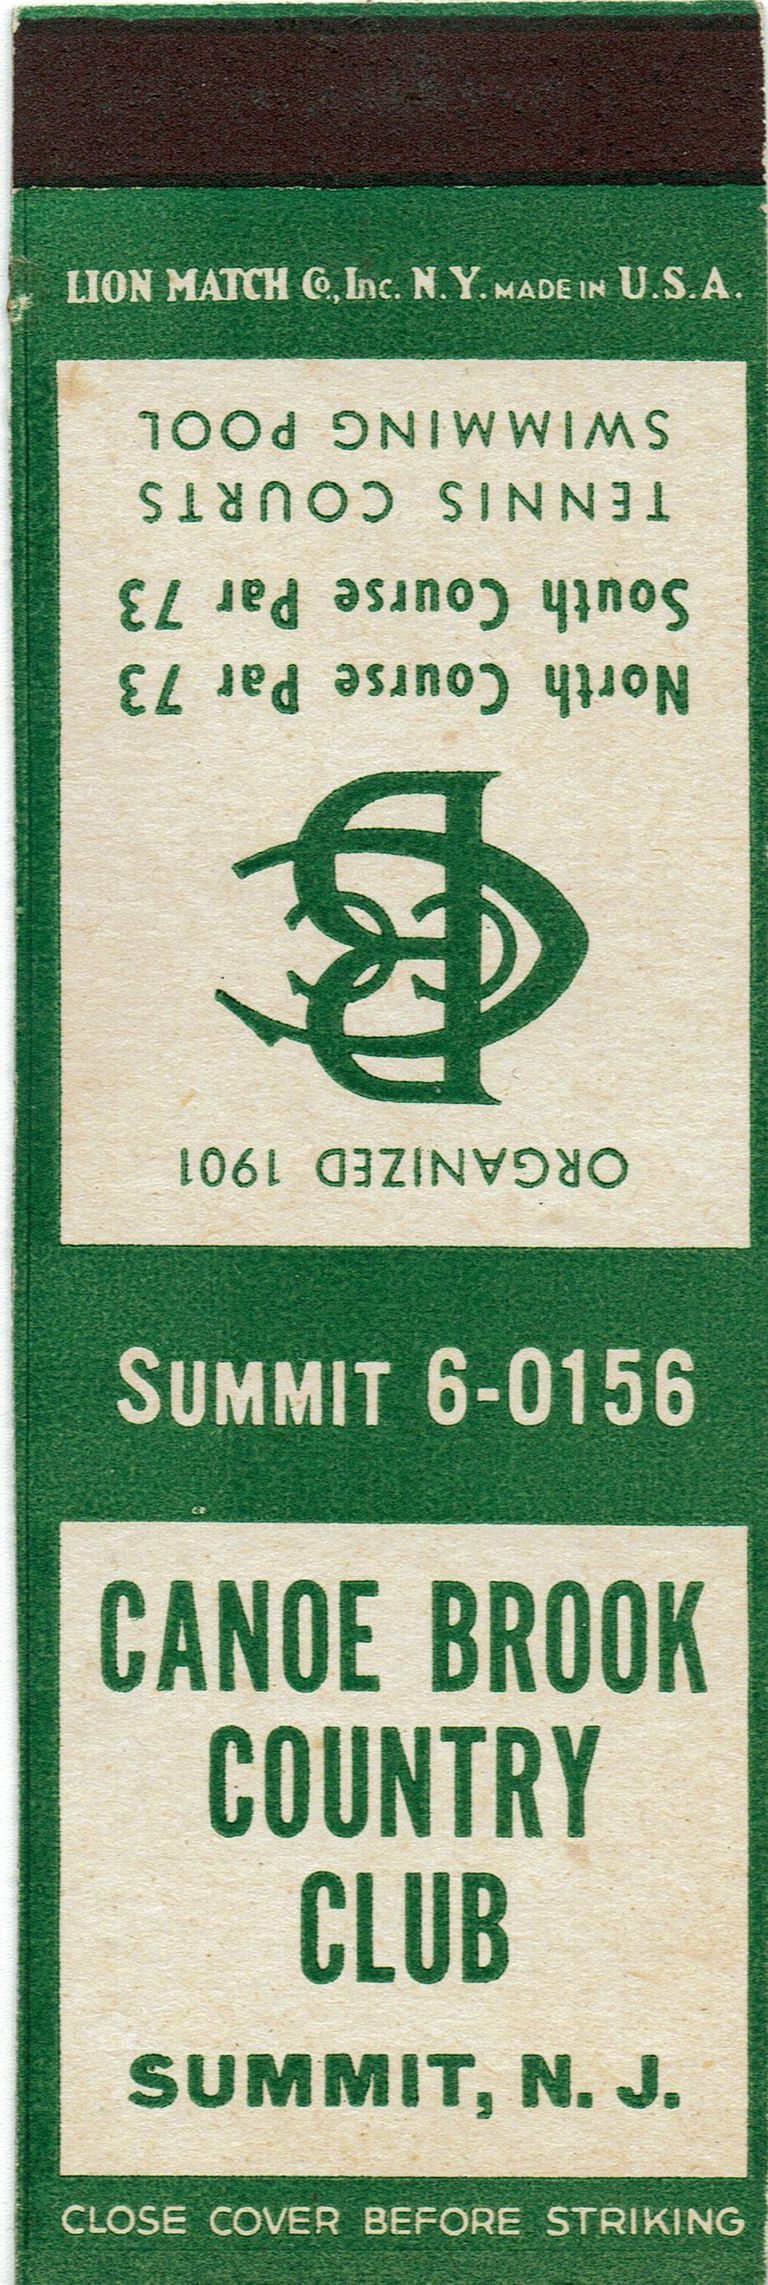 LION MATCH Co., Inc. N.Y. MADE IN U.S.A.
ORGANIZED 1901
North Course Par 73
South Course Par 73
TENNIS COURTS
SWIMMING POOL
SUMMIT 6-0156
CANOE BROOK
COUNTRY
CLUB
SUMMIT, N. J.
CLOSE COVER BEFORE STRIKING